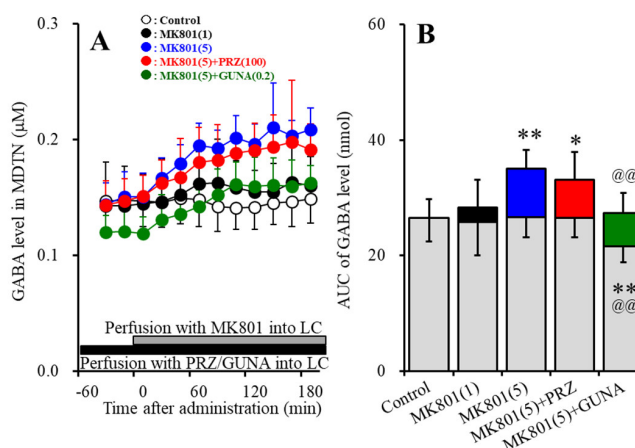 A
: Control
: MK801(1)
: MK801(5)
: MK801(5)+PRZ(100)
: MK801(5)+GUNA(0.2)
GABA level in MDTN (μM)
0.3
0.2
0.1
0.0
Perfusion with MK801 into LC
Perfusion with PRZ/GUNA into LC
-60 0 60 120 180
Time after administration (min)
B
AUC of GABA level (nmol)
60
40
20
0
**
*
@@
**
@@
Control
MK801(1)
MK801(5)
MK801(5)+PRZ
MK801(5)+GUNA